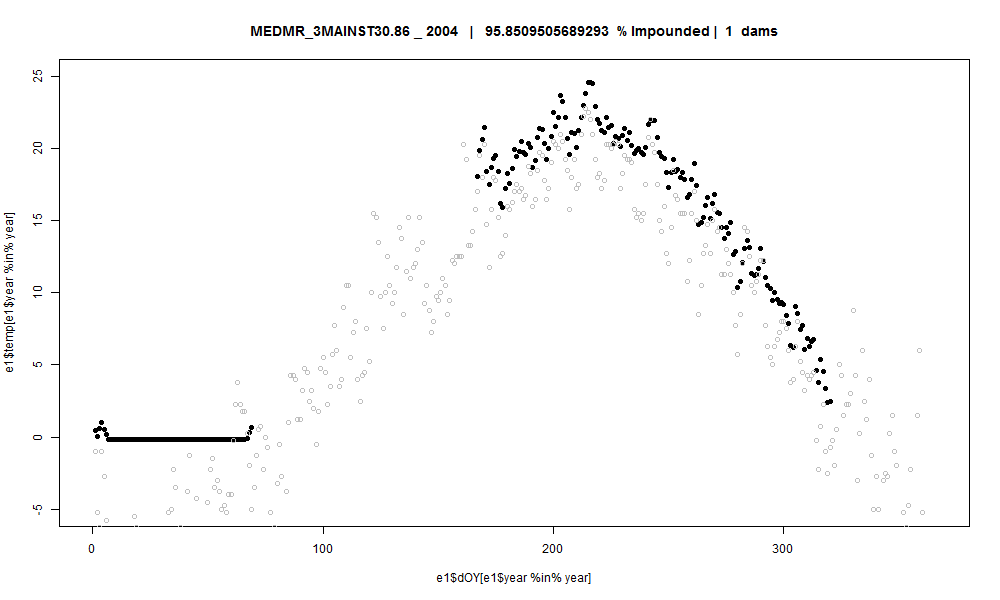 MEDMR_3MAINST30.86 _ 2004 | 95.8509505689293 % Impounded | 1 dams
e1$temp[e1$year %in% year]
25
20
15
10
5
0
-5
0 100 200 300
e1$dOY[e1$year %in% year]